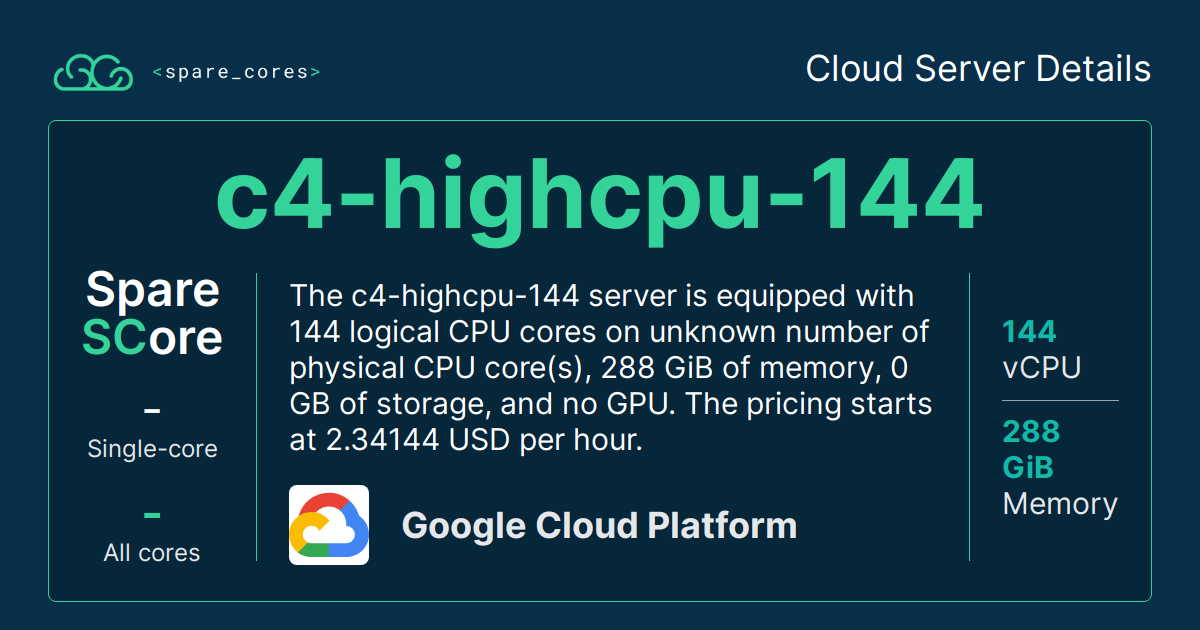 <spare_cores>
Cloud Server Details
c4-highcpu-144
Spare
SCore
–
Single-core
–
All cores
The c4-highcpu-144 server is equipped with
144 logical CPU cores on unknown number of
physical CPU core(s), 288 GiB of memory, 0
GB of storage, and no GPU. The pricing starts
at 2.34144 USD per hour.
Google Cloud Platform
144
vCPU
288
GiB
Memory